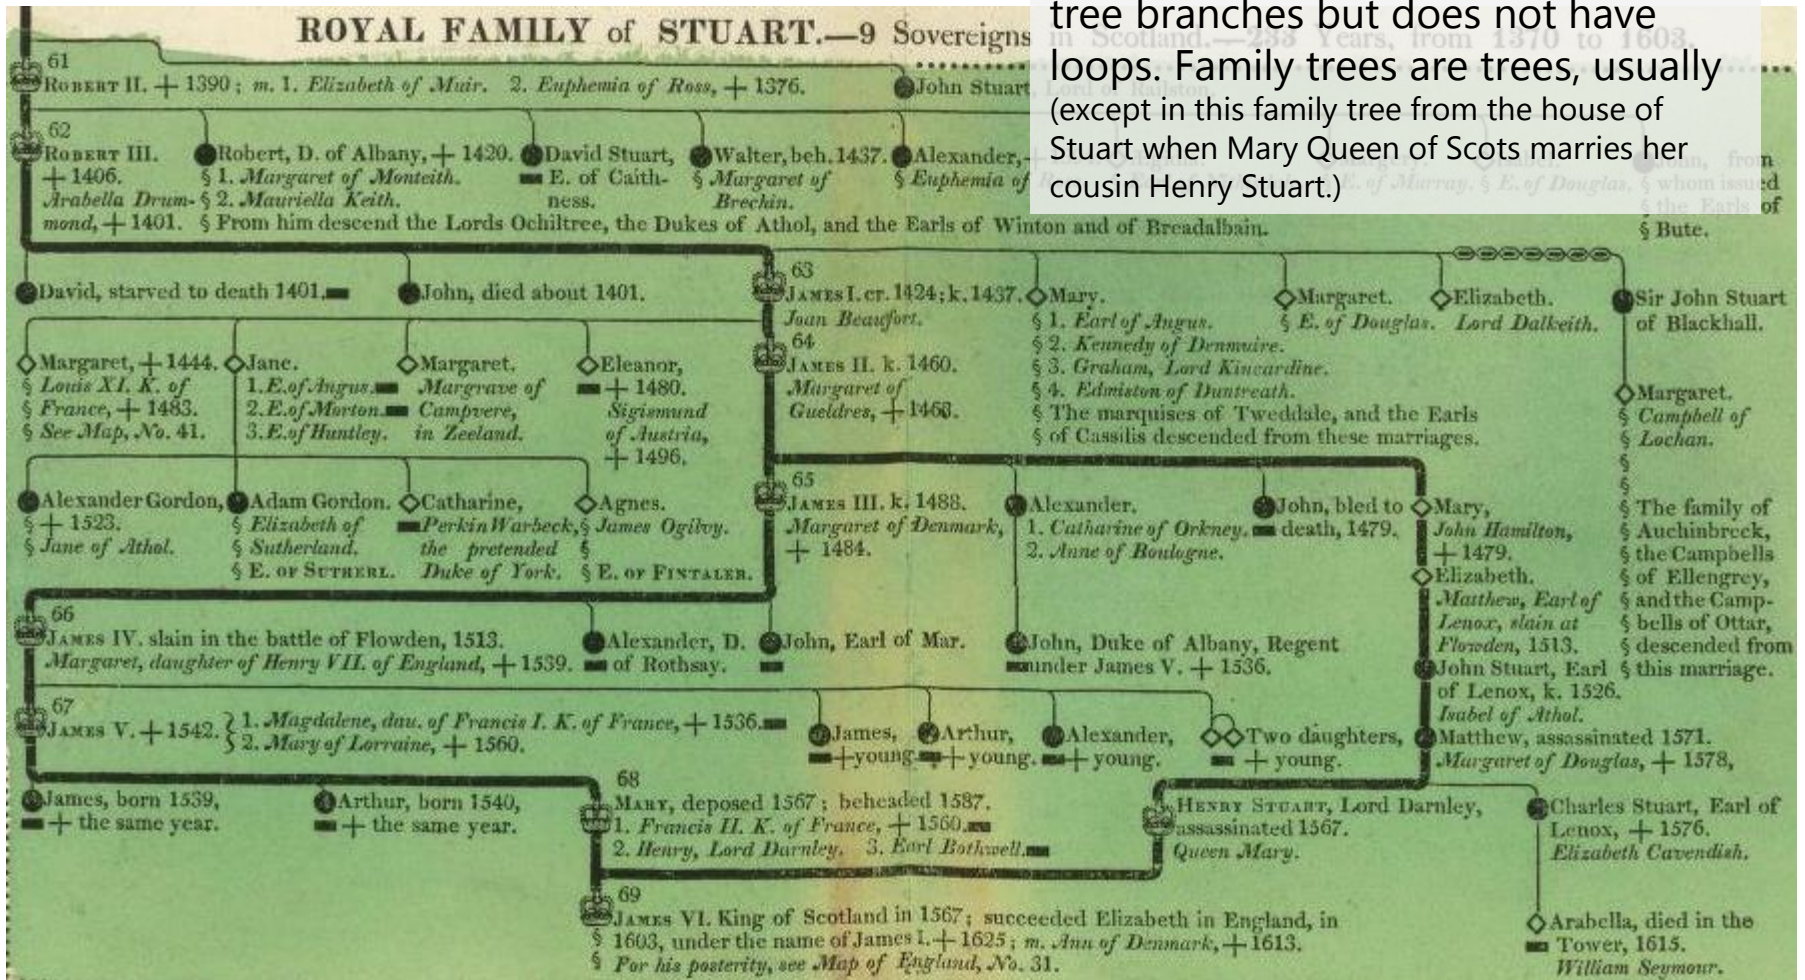 ROYAL FAMILY of STUART.—9 Sovereigns in Scotland.—233 Years, from 1370 to 1603.
tree branches but does not have
loops. Family trees are trees, usually
(except in this family tree from the house of
Stuart when Mary Queen of Scots marries her
cousin Henry Stuart.)
61
ROBERT II. + 1390; m. 1. Elizabeth of Muir. 2. Euphemia of Ross, + 1376.
John Stuart, Lord of Railston.
62
ROBERT III.
+ 1406.
Arabella Drum-
mond, + 1401.
Robert, D. of Albany, + 1420.
§ 1. Margaret of Monteith.
§ 2. Mauriella Keith.
David Stuart,
E. of Caith-
ness.
Walter, beh. 1437.
§ Margaret of
Brechin.
Alexander,
§ Euphemia of
E. of Murray. § E. of Douglas.
John, from
§ whom issued
§ the Earls of
§ Bute.
§ From him descend the Lords Ochiltree, the Dukes of Athol, and the Earls of Winton and of Breadalbain.
David, starved to death 1401.
John, died about 1401.
63
JAMES I. cr. 1424; k. 1437.
Joan Beaufort.
Mary.
§ 1. Earl of Angus.
§ 2. Kennedy of Denmuire.
§ 3. Graham, Lord Kincardine.
§ 4. Edmiston of Duntreath.
§ The marquises of Tweddale, and the Earls
§ of Cassilis descended from these marriages.
Margaret.
§ E. of Douglas.
Elizabeth.
Lord Dalkeith.
Sir John Stuart
of Blackhall.
Margaret, + 1444.
§ Louis XI. K. of
§ France, + 1483.
§ See Map, No. 41.
Jane.
1. E. of Angus.
2. E. of Morton.
3. E. of Huntley.
Margaret.
Margrave of
Campvere,
in Zeeland.
Eleanor,
+ 1480.
Sigismund
of Austria,
+ 1496.
64
JAMES II. k. 1460.
Margaret of
Gueldres, + 1463.
Margaret.
§ Campbell of
§ Lochan.
§
§
§ The family of
§ Auchinbreck,
§ the Campbells
§ of Ellengrey,
§ and the Camp-
§ bells of Ottar,
§ descended from
§ this marriage.
Alexander Gordon,
§ + 1523.
§ Jane of Athol.
Adam Gordon.
§ Elizabeth of
§ Sutherland.
§ E. OF SUTHERL.
Catharine,
Perkin Warbeck,
the pretended
Duke of York.
Agnes.
§ James Ogilvy.
§
§ E. OF FINTALER.
65
JAMES III. k. 1488.
Margaret of Denmark,
+ 1484.
Alexander.
1. Catharine of Orkney.
2. Anne of Boulogne.
John, bled to
death, 1479.
Mary,
John Hamilton,
+ 1479.
Elizabeth.
Matthew, Earl of
Lenox, slain at
Flowden, 1513.
John Stuart, Earl
of Lenox, k. 1526.
Isabel of Athol.
Matthew, assassinated 1571.
Margaret of Douglas, + 1578,
66
JAMES IV. slain in the battle of Flowden, 1513.
Margaret, daughter of Henry VII. of England, + 1539.
Alexander, D.
of Rothsay.
John, Earl of Mar.
John, Duke of Albany, Regent
under James V. + 1536.
67
JAMES V. + 1542.
1. Magdalene, dau. of Francis I. K. of France, + 1536.
2. Mary of Lorraine, + 1560.
James,
+ young.
Arthur,
+ young.
Alexander,
+ young.
Two daughters,
+ young.
James, born 1539,
+ the same year.
Arthur, born 1540,
+ the same year.
68
MARY, deposed 1567; beheaded 1587.
1. Francis II. K. of France, + 1560.
2. Henry, Lord Darnley. 3. Earl Bothwell.
HENRY STUART, Lord Darnley,
assassinated 1567.
Queen Mary.
Charles Stuart, Earl of
Lenox, + 1576.
Elizabeth Cavendish.
69
JAMES VI. King of Scotland in 1567; succeeded Elizabeth in England, in
§ 1603, under the name of James I. + 1625; m. Ann of Denmark, + 1613.
§ For his posterity, see Map of England, No. 31.
Arabella, died in the
Tower, 1615.
William Seymour.